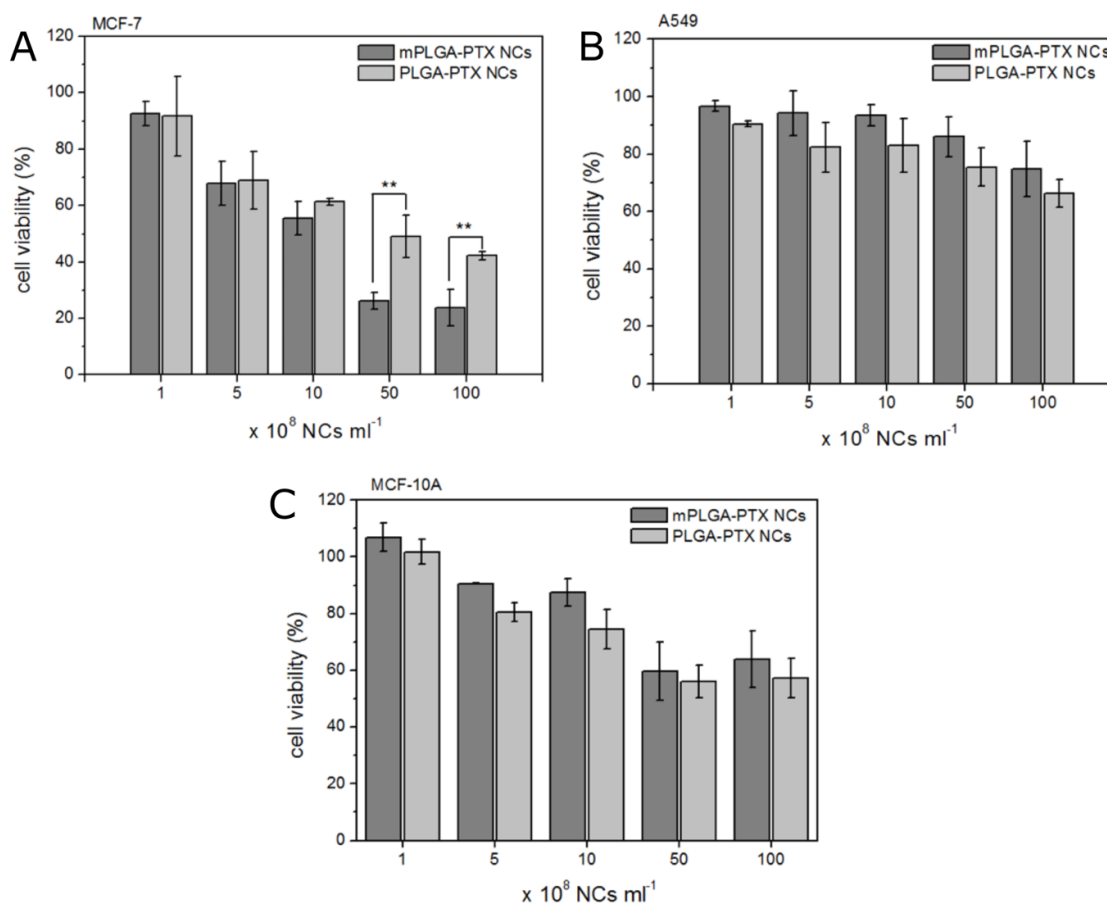 A
MCF-7
120
100
80
60
40
20
0
cell viability (%)
mPLGA-PTX NCs
PLGA-PTX NCs
**
**
1 5 10 50 100
x 10⁸ NCs ml⁻¹
B
A549
120
100
80
60
40
20
0
cell viability (%)
mPLGA-PTX NCs
PLGA-PTX NCs
1 5 10 50 100
x 10⁸ NCs ml⁻¹
C
MCF-10A
120
100
80
60
40
20
0
cell viability (%)
mPLGA-PTX NCs
PLGA-PTX NCs
1 5 10 50 100
x 10⁸ NCs ml⁻¹